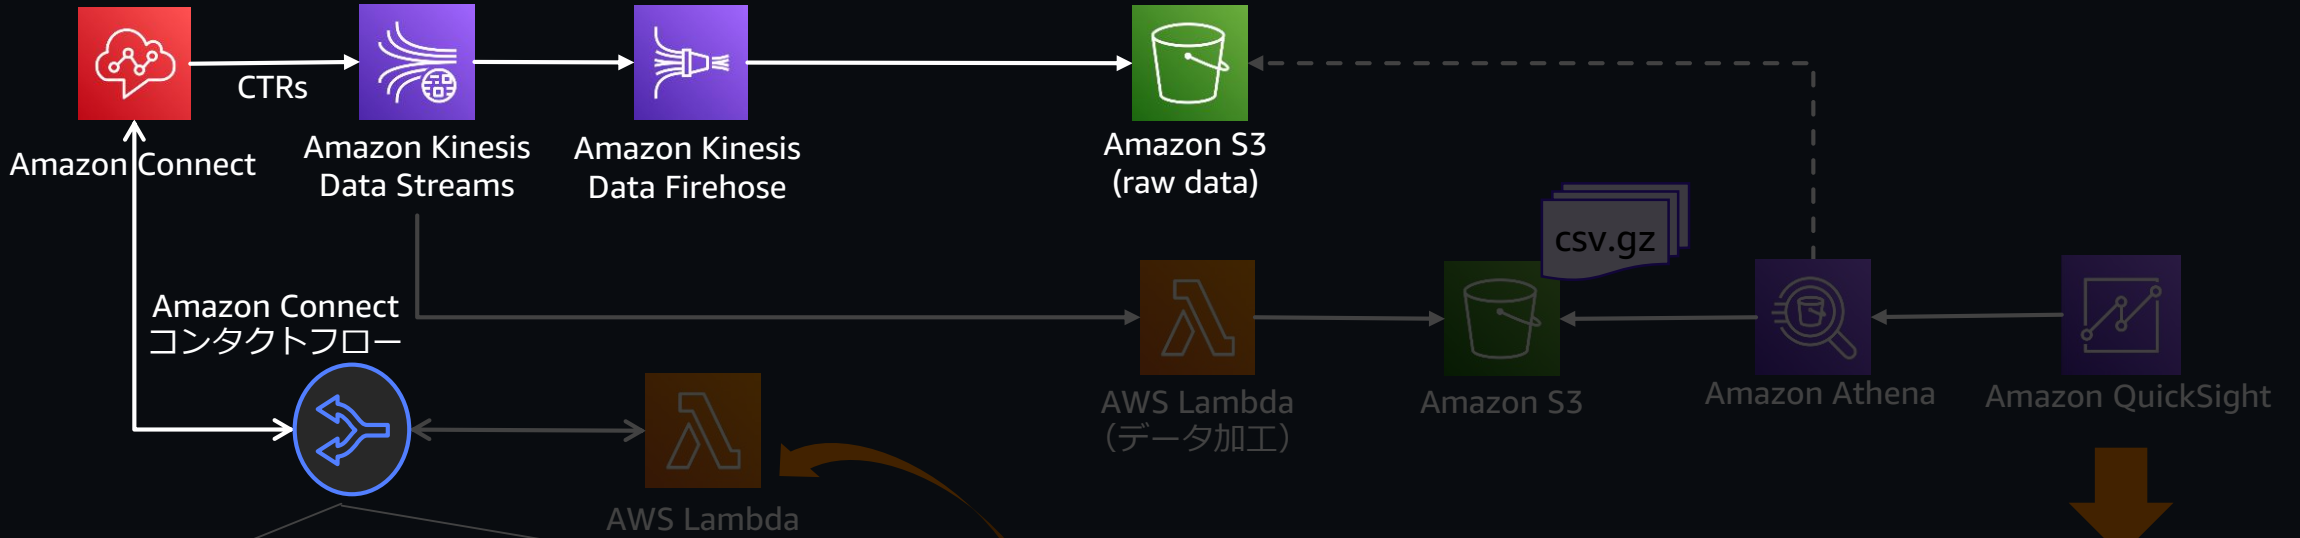 CTRs
Amazon Connect
Amazon Kinesis
Data Streams
Amazon Kinesis
Data Firehose
Amazon S3
(raw data)
csv.gz
Amazon Connect
コンタクトフロー
AWS Lambda
(データ加工)
Amazon S3
Amazon Athena
Amazon QuickSight
AWS Lambda